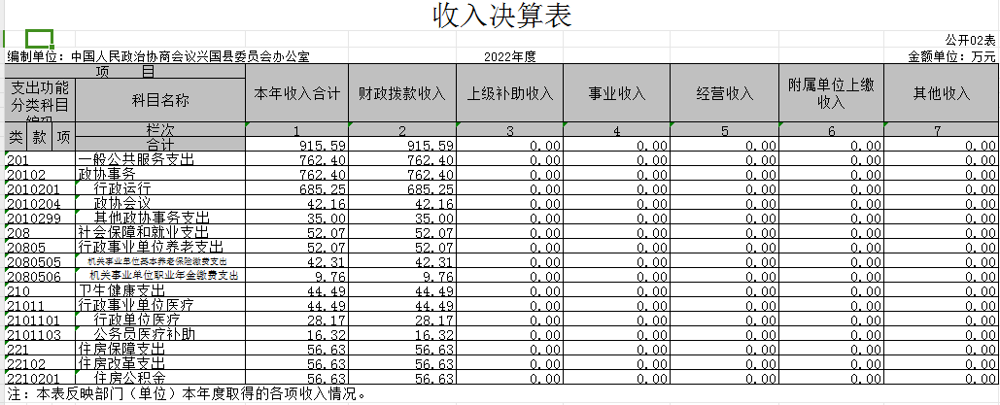 收入决算表
公开02表
编制单位：中国人民政治协商会议兴国县委员会办公室 2022年度 金额单位：万元
项 目 本年收入合计 财政拨款收入 上级补助收入 事业收入 经营收入 附属单位上缴收入 其他收入
支出功能分类科目编码 科目名称
类 款 项 栏次 1 2 3 4 5 6 7
合计 915.59 915.59 0.00 0.00 0.00 0.00 0.00
201 一般公共服务支出 762.40 762.40 0.00 0.00 0.00 0.00 0.00
20102 政协事务 762.40 762.40 0.00 0.00 0.00 0.00 0.00
2010201 行政运行 685.25 685.25 0.00 0.00 0.00 0.00 0.00
2010204 政协会议 42.16 42.16 0.00 0.00 0.00 0.00 0.00
2010299 其他政协事务支出 35.00 35.00 0.00 0.00 0.00 0.00 0.00
208 社会保障和就业支出 52.07 52.07 0.00 0.00 0.00 0.00 0.00
20805 行政事业单位养老支出 52.07 52.07 0.00 0.00 0.00 0.00 0.00
2080505 机关事业单位基本养老保险缴费支出 42.31 42.31 0.00 0.00 0.00 0.00 0.00
2080506 机关事业单位职业年金缴费支出 9.76 9.76 0.00 0.00 0.00 0.00 0.00
210 卫生健康支出 44.49 44.49 0.00 0.00 0.00 0.00 0.00
21011 行政事业单位医疗 44.49 44.49 0.00 0.00 0.00 0.00 0.00
2101101 行政单位医疗 28.17 28.17 0.00 0.00 0.00 0.00 0.00
2101103 公务员医疗补助 16.32 16.32 0.00 0.00 0.00 0.00 0.00
221 住房保障支出 56.63 56.63 0.00 0.00 0.00 0.00 0.00
22102 住房改革支出 56.63 56.63 0.00 0.00 0.00 0.00 0.00
2210201 住房公积金 56.63 56.63 0.00 0.00 0.00 0.00 0.00
注：本表反映部门（单位）本年度取得的各项收入情况。